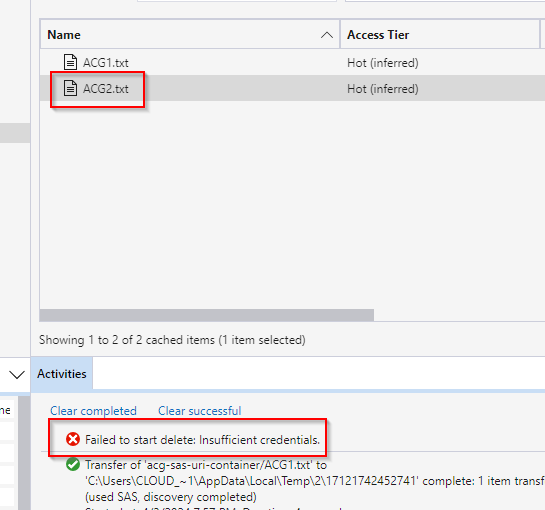 Name Access Tier
ACG1.txt Hot (inferred)
ACG2.txt Hot (inferred)
Showing 1 to 2 of 2 cached items (1 item selected)
Activities
Clear completed Clear successful
Failed to start delete: Insufficient credentials.
Transfer of 'acg-sas-uri-container/ACG1.txt' to
'C:\Users\CLOUD_~1\AppData\Local\Temp\2\17121742452741' complete: 1 item transf
(used SAS, discovery completed)